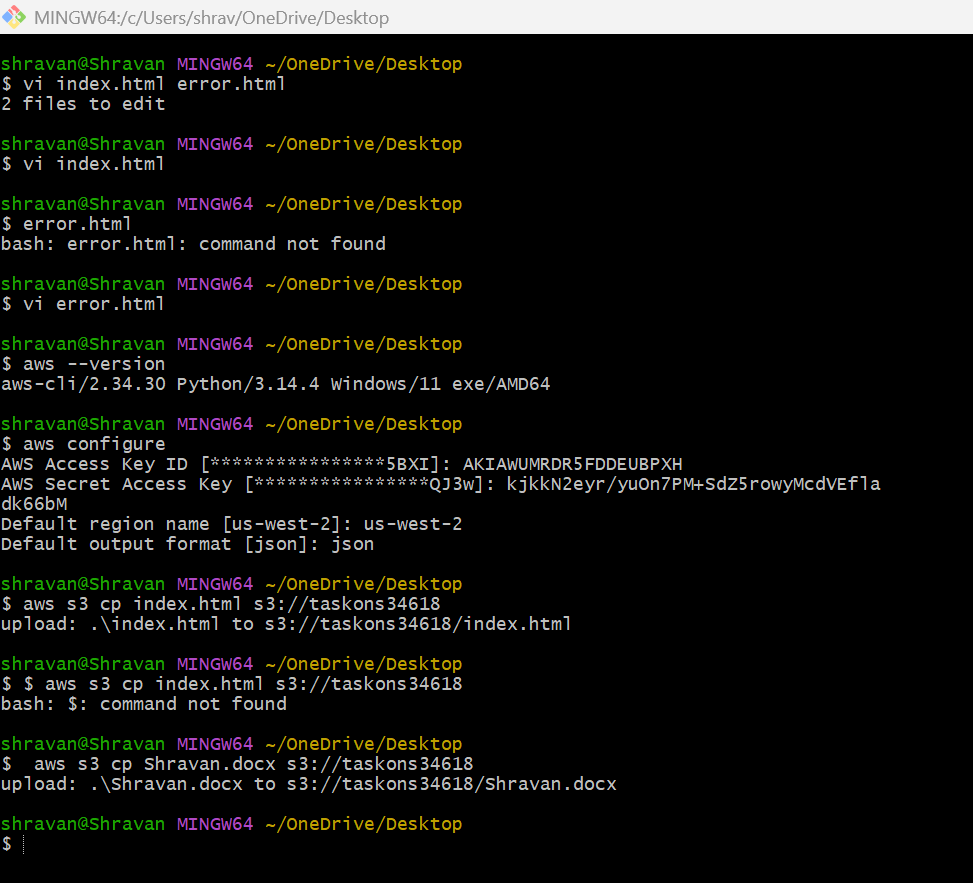 MINGW64:/c/Users/shrav/OneDrive/Desktop
shravan@Shravan MINGW64 ~/OneDrive/Desktop
$ vi index.html error.html
2 files to edit
shravan@Shravan MINGW64 ~/OneDrive/Desktop
$ vi index.html
shravan@Shravan MINGW64 ~/OneDrive/Desktop
$ error.html
bash: error.html: command not found
shravan@Shravan MINGW64 ~/OneDrive/Desktop
$ vi error.html
shravan@Shravan MINGW64 ~/OneDrive/Desktop
$ aws --version
aws-cli/2.34.30 Python/3.14.4 Windows/11 exe/AMD64
shravan@Shravan MINGW64 ~/OneDrive/Desktop
$ aws configure
AWS Access Key ID [****************5BXI]: AKIAWUMRDR5FDDEUBPXH
AWS Secret Access Key [****************QJ3w]: kjkkN2eyr/yuOn7PM+SdZ5rowyMcdVEfla
dk66bM
Default region name [us-west-2]: us-west-2
Default output format [json]: json
shravan@Shravan MINGW64 ~/OneDrive/Desktop
$ aws s3 cp index.html s3://taskons34618
upload: .\index.html to s3://taskons34618/index.html
shravan@Shravan MINGW64 ~/OneDrive/Desktop
$ $ aws s3 cp index.html s3://taskons34618
bash: $: command not found
shravan@Shravan MINGW64 ~/OneDrive/Desktop
$  aws s3 cp Shravan.docx s3://taskons34618
upload: .\Shravan.docx to s3://taskons34618/Shravan.docx
shravan@Shravan MINGW64 ~/OneDrive/Desktop
$